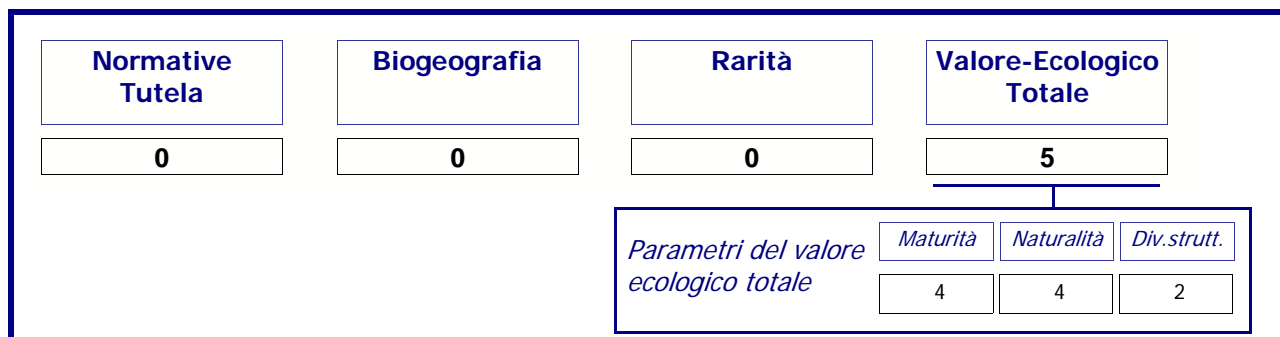 Normative
Tutela
Biogeografia
Rarità
Valore-Ecologico
Totale
0
0
0
5
Parametri del valore
ecologico totale
Maturità
Naturalità
Div.strutt.
4
4
2